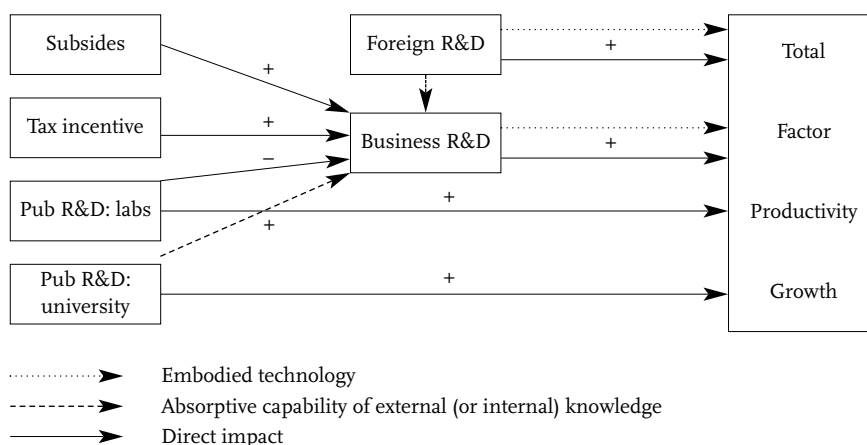 Subsides
Tax incentive
Pub R&D: labs
Pub R&D:
university
Foreign R&D
Business R&D
+
+
−
+
+
+
+
+
Total
Factor
Productivity
Growth
Embodied technology
Absorptive capability of external (or internal) knowledge
Direct impact